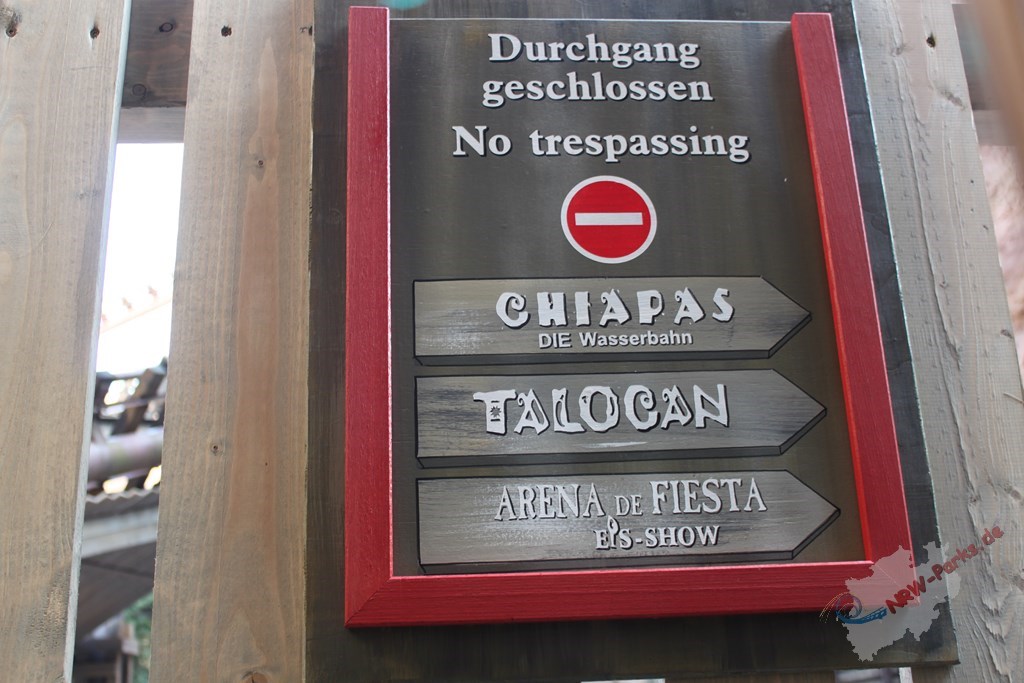 Durchgang
geschlossen
No trespassing
CHIAPAS
DIE Wasserbahn
TALOCAN
ARENA DE FIESTA
EIS-SHOW
NRW-Parks.de